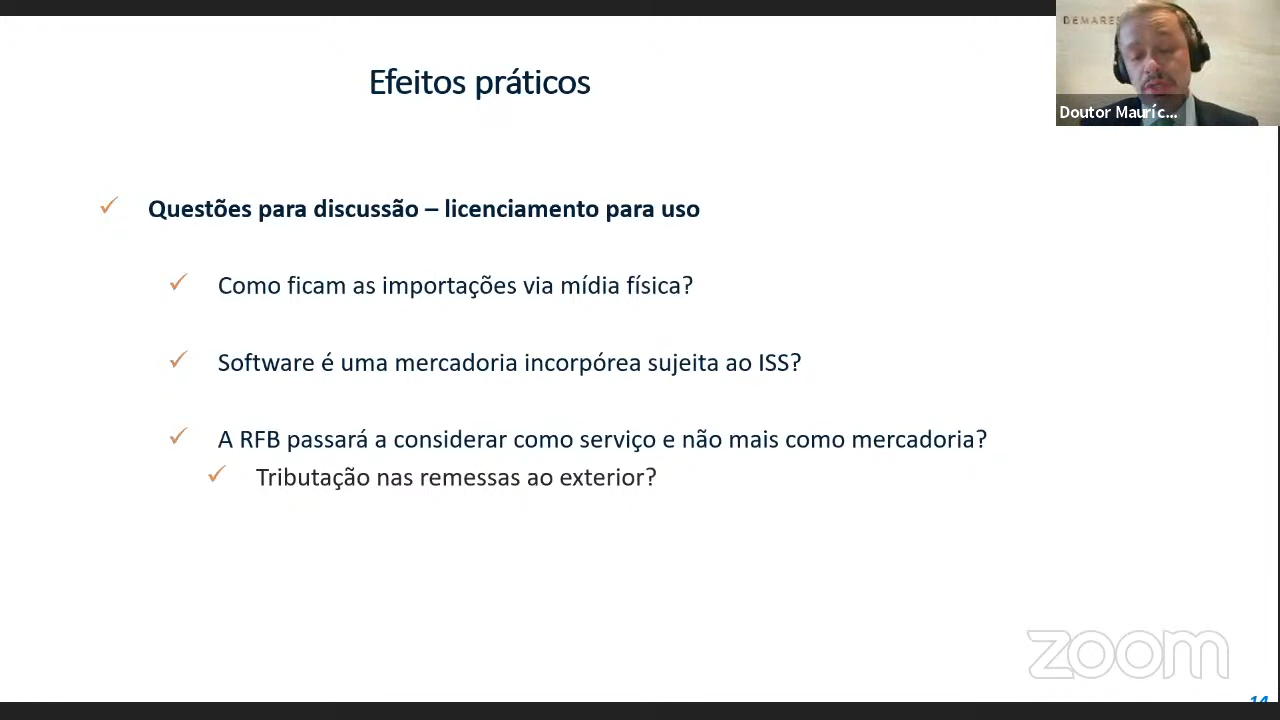 DEMARES
Doutor Mauríc...
Efeitos práticos
Questões para discussão – licenciamento para uso
Como ficam as importações via mídia física?
Software é uma mercadoria incorpórea sujeita ao ISS?
A RFB passará a considerar como serviço e não mais como mercadoria?
Tributação nas remessas ao exterior?
zoom
14